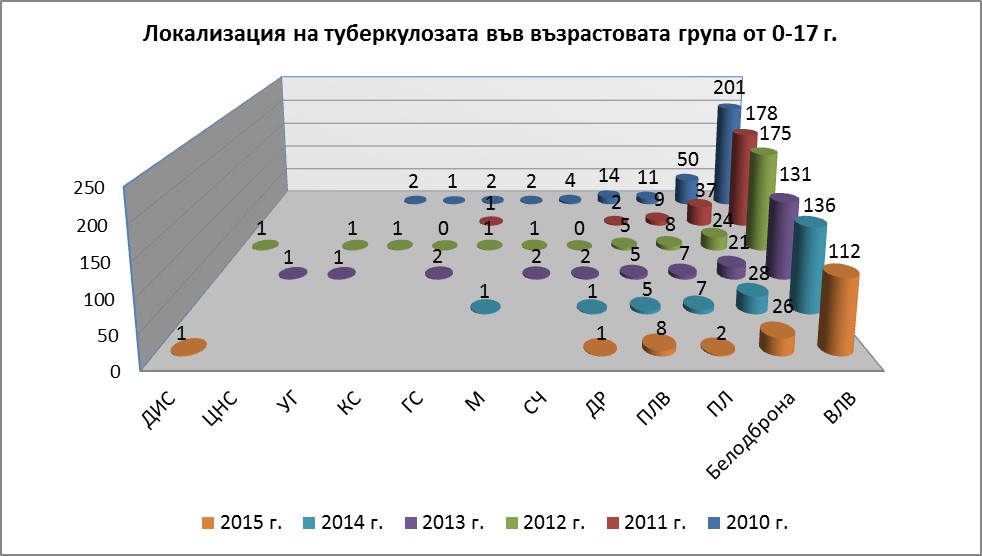 Локализация на туберкулозата във възрастовата група от 0-17 г.
201
178
175
131
136
112
2 1 2 2 4 14 11 50
1 2 9 37
1 1 1 0 1 1 0 5 8 24
1 1 2 2 2 5 7 21
1 1 5 7 28
1 1 8 2 26
250
200
150
100
50
0
ДИС ЦНС УГ КС ГС М СЧ ДР ПЛВ ПЛ Белодброна ВЛВ
2015 г. 2014 г. 2013 г. 2012 г. 2011 г. 2010 г.